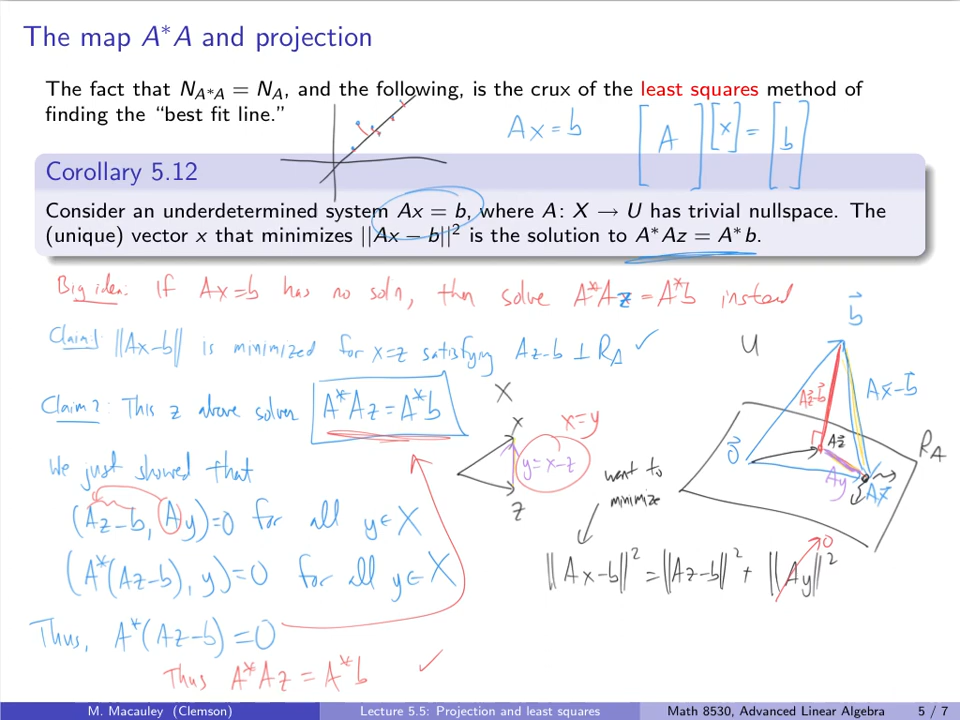 The map A*A and projection
The fact that N_{A*A} = N_A, and the following, is the crux of the least squares method of
finding the "best fit line."
Ax = b
[A] [x] = [b]
Corollary 5.12
Consider an underdetermined system Ax = b, where A: X → U has trivial nullspace. The
(unique) vector x that minimizes ||Ax − b||² is the solution to A*Az = A*b.
Big idea: If Ax=b has no soln, then solve A*Az = A*b instead
Claim 1: ||Ax−b|| is minimized for x=z satisfying Az−b ⊥ R_A ✓
Claim 2: This z above solves A*Az = A*b
We just showed that
(Az−b, Ay)=0 for all y∈X
(A*(Az−b), y)=0 for all y∈X
Thus, A*(Az−b)=0
Thus A*Az = A*b ✓
X
x
x=y
y=x−z
z
want to
minimize
||Ax−b||² = ||Az−b||² + ||Ay||²
0
U
b
Az−b
Ax−b
0
Az
R_A
Ay
Ax
M. Macauley (Clemson)
Lecture 5.5: Projection and least squares
Math 8530, Advanced Linear Algebra
5 / 7